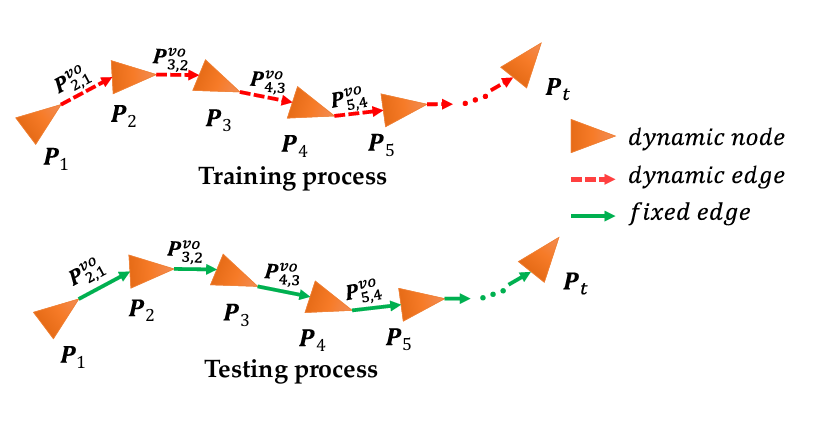 P^{vo}_{2,1}
P^{vo}_{3,2}
P^{vo}_{4,3}
P^{vo}_{5,4}
P_1
P_2
P_3
P_4
P_5
P_t
Training process
dynamic node
dynamic edge
fixed edge
P^{vo}_{2,1}
P^{vo}_{3,2}
P^{vo}_{4,3}
P^{vo}_{5,4}
P_1
P_2
P_3
P_4
P_5
P_t
Testing process